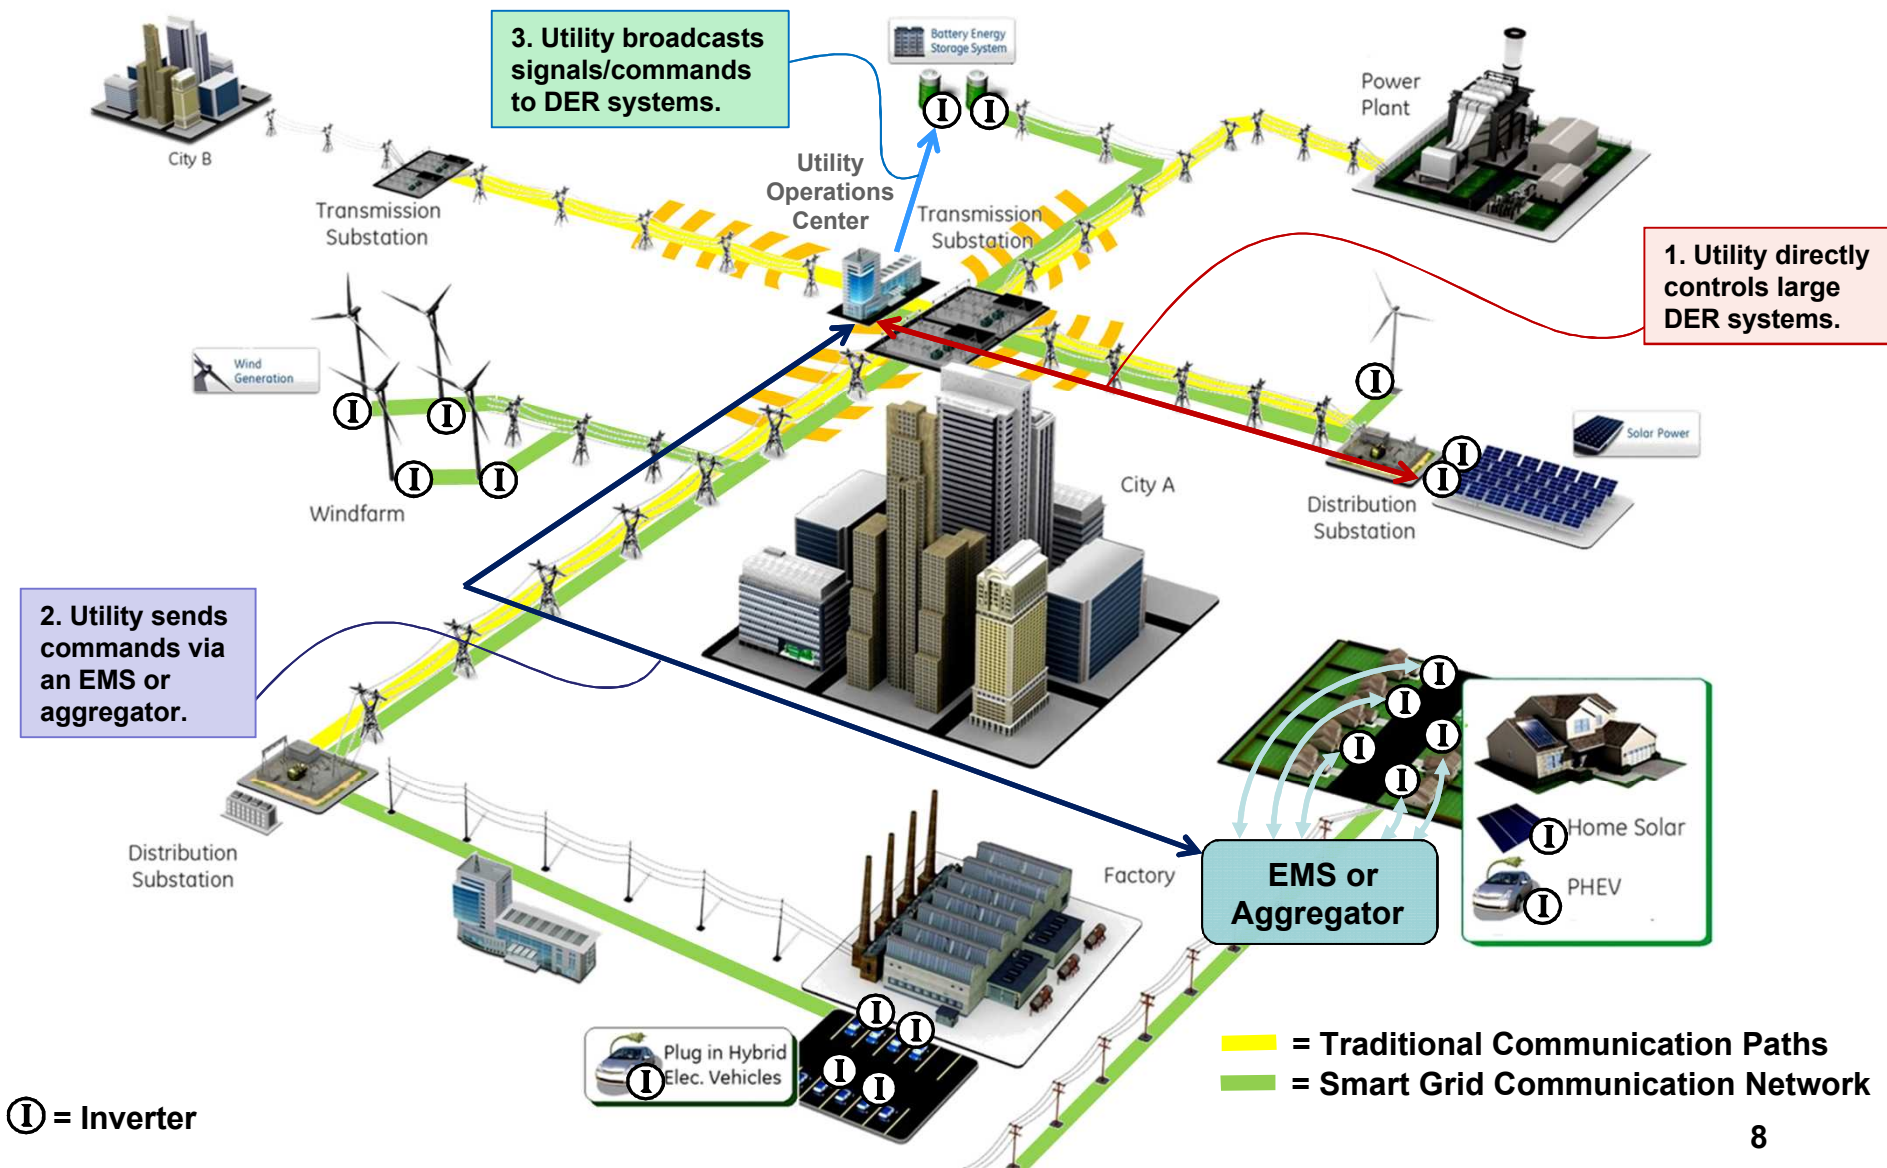 3. Utility broadcasts
signals/commands
to DER systems.
Battery Energy
Storage System
I
I
Power
Plant
City B
Utility
Operations
Center
Transmission
Substation
Transmission
Substation
1. Utility directly
controls large
DER systems.
Wind
Generation
I
I
I
I
I
Windfarm
Solar Power
I
I
City A
Distribution
Substation
2. Utility sends
commands via
an EMS or
aggregator.
I
I
I
I
I
Home Solar
I
PHEV
I
Distribution
Substation
Factory
EMS or
Aggregator
Plug in Hybrid
Elec. Vehicles
I
I
I
I
I
= Traditional Communication Paths
= Smart Grid Communication Network
I = Inverter
8